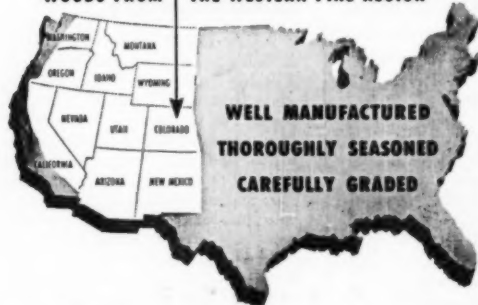 WOODS FROM THE WESTERN PINE REGION
WASHINGTON
MONTANA
OREGON
IDAHO
WYOMING
NEVADA
UTAH
COLORADO
CALIFORNIA
ARIZONA
NEW MEXICO
WELL MANUFACTURED
THOROUGHLY SEASONED
CAREFULLY GRADED